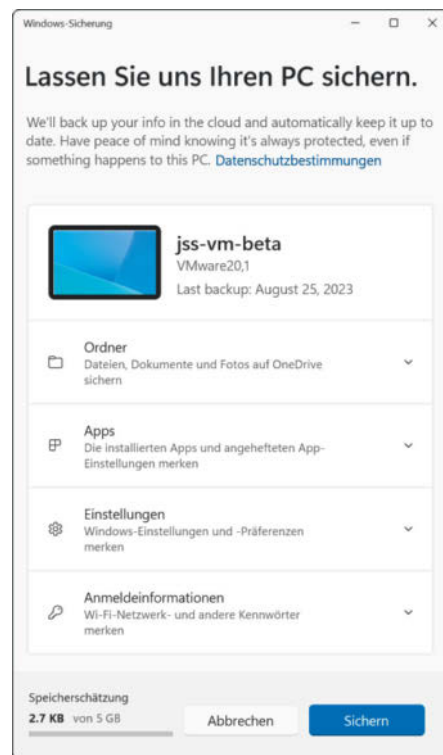 Windows-Sicherung
Lassen Sie uns Ihren PC sichern.
We'll back up your info in the cloud and automatically keep it up to
date. Have peace of mind knowing it's always protected, even if
something happens to this PC. Datenschutzbestimmungen
jss-vm-beta
VMware20,1
Last backup: August 25, 2023
Ordner
Dateien, Dokumente und Fotos auf OneDrive
sichern
Apps
Die installierten Apps und angehefteten App-
Einstellungen merken
Einstellungen
Windows-Einstellungen und -Präferenzen
merken
Anmeldeinformationen
Wi-Fi-Netzwerk- und andere Kennwörter
merken
Speicherschätzung
2.7 KB von 5 GB
Abbrechen
Sichern